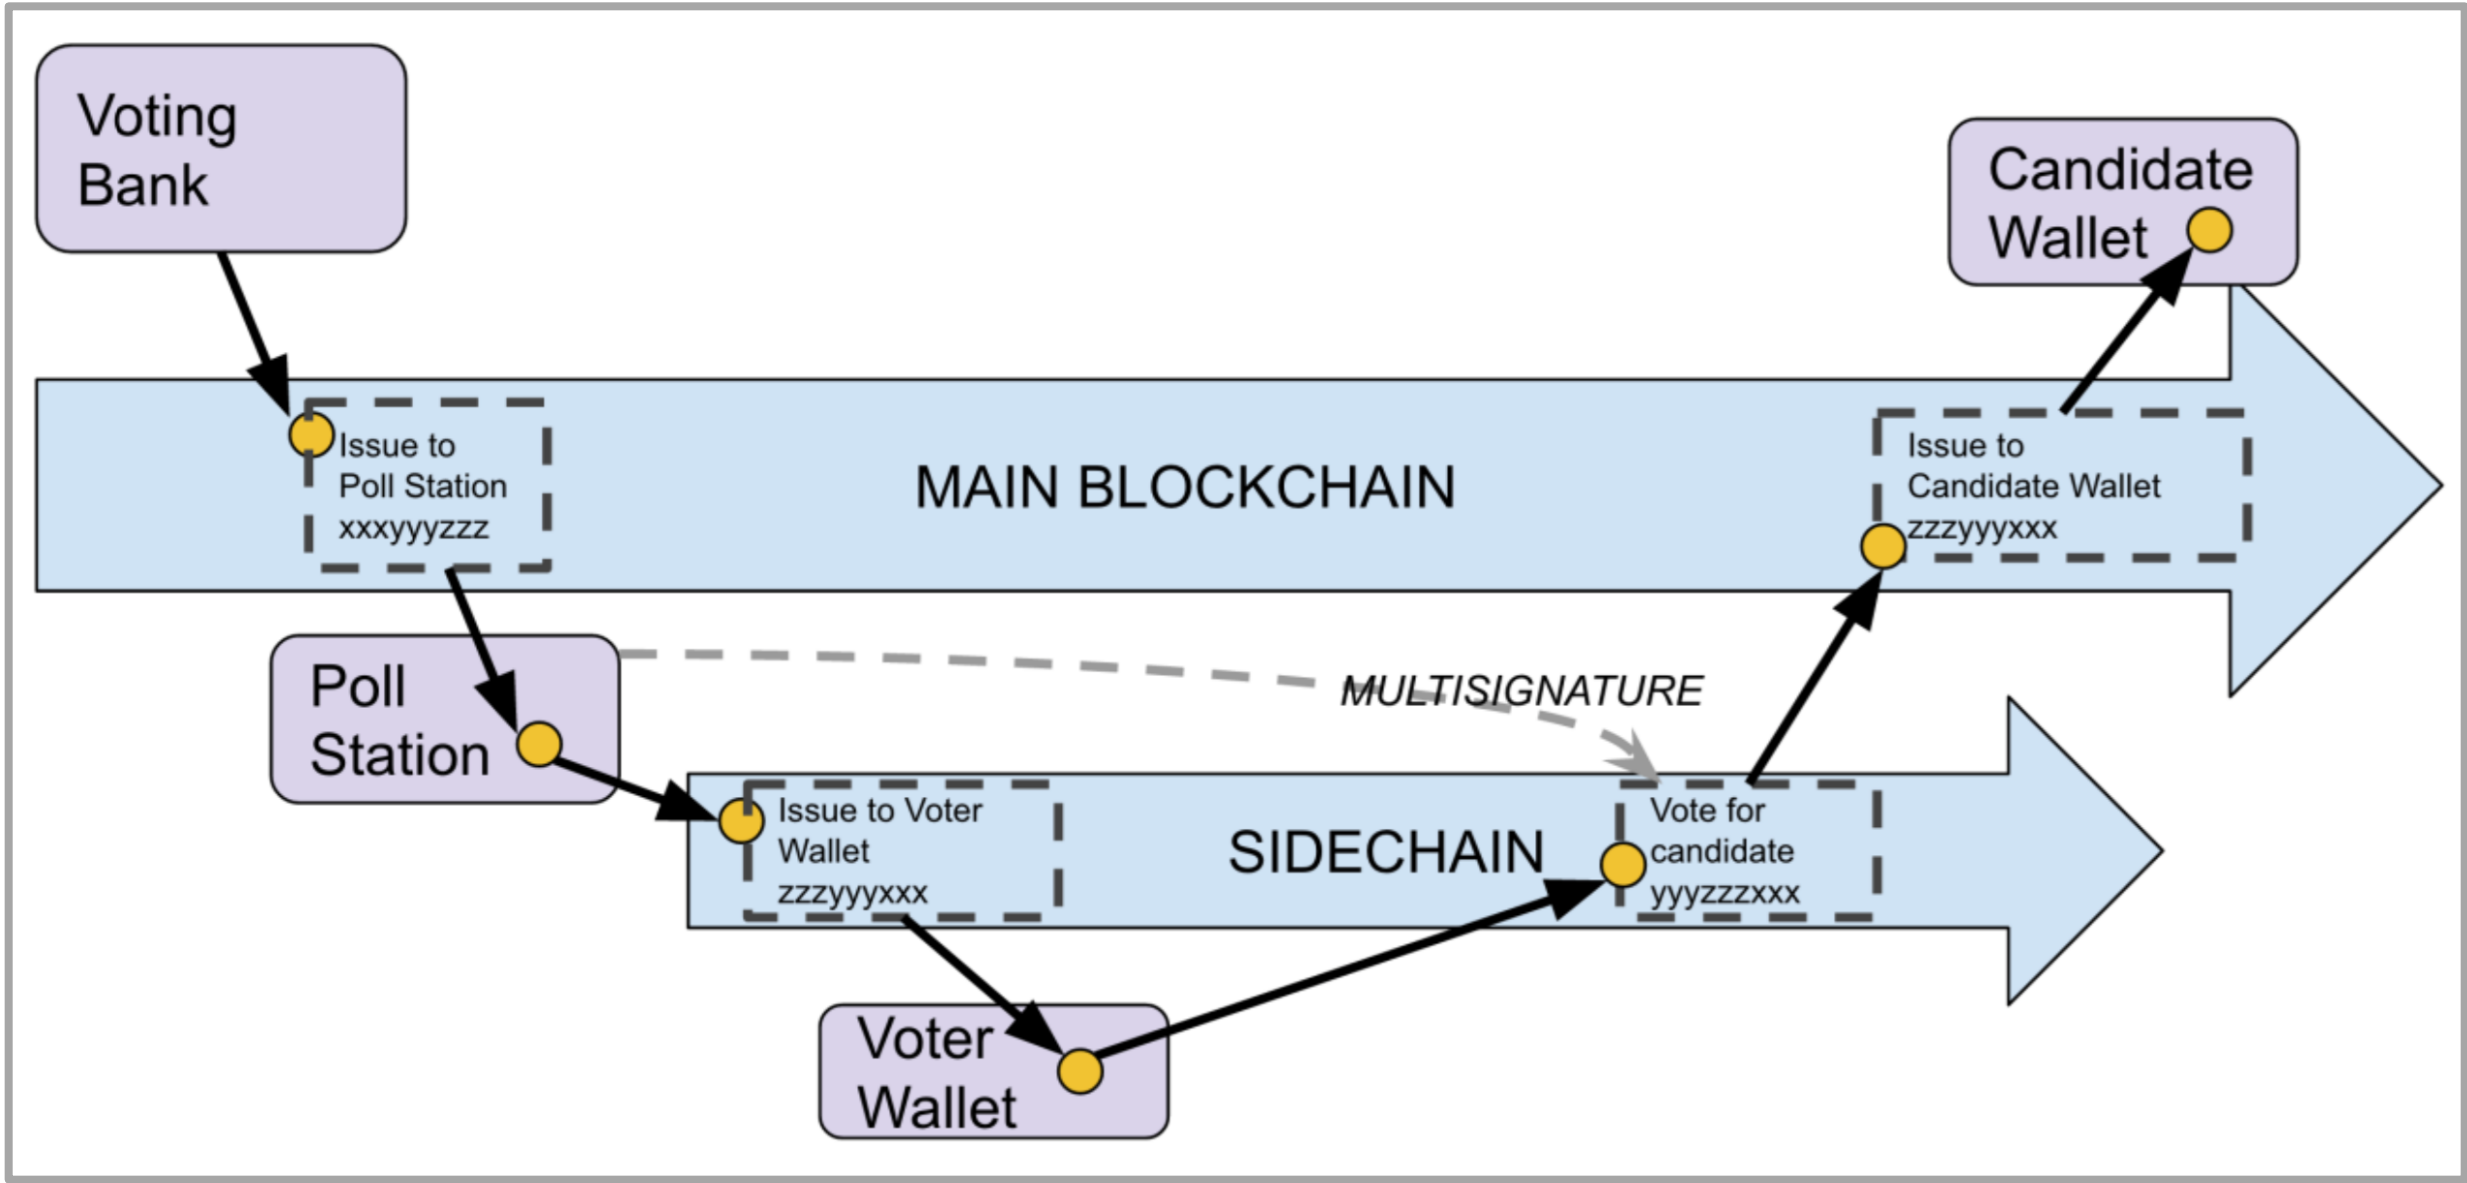 Voting
Bank
Candidate
Wallet
Issue to
Poll Station
xxxyyyzzz
MAIN BLOCKCHAIN
Issue to
Candidate Wallet
zzzyyyxxx
Poll
Station
MULTISIGNATURE
Issue to Voter
Wallet
zzzyyyxxx
SIDECHAIN
Vote for
candidate
yyyzzzxxx
Voter
Wallet